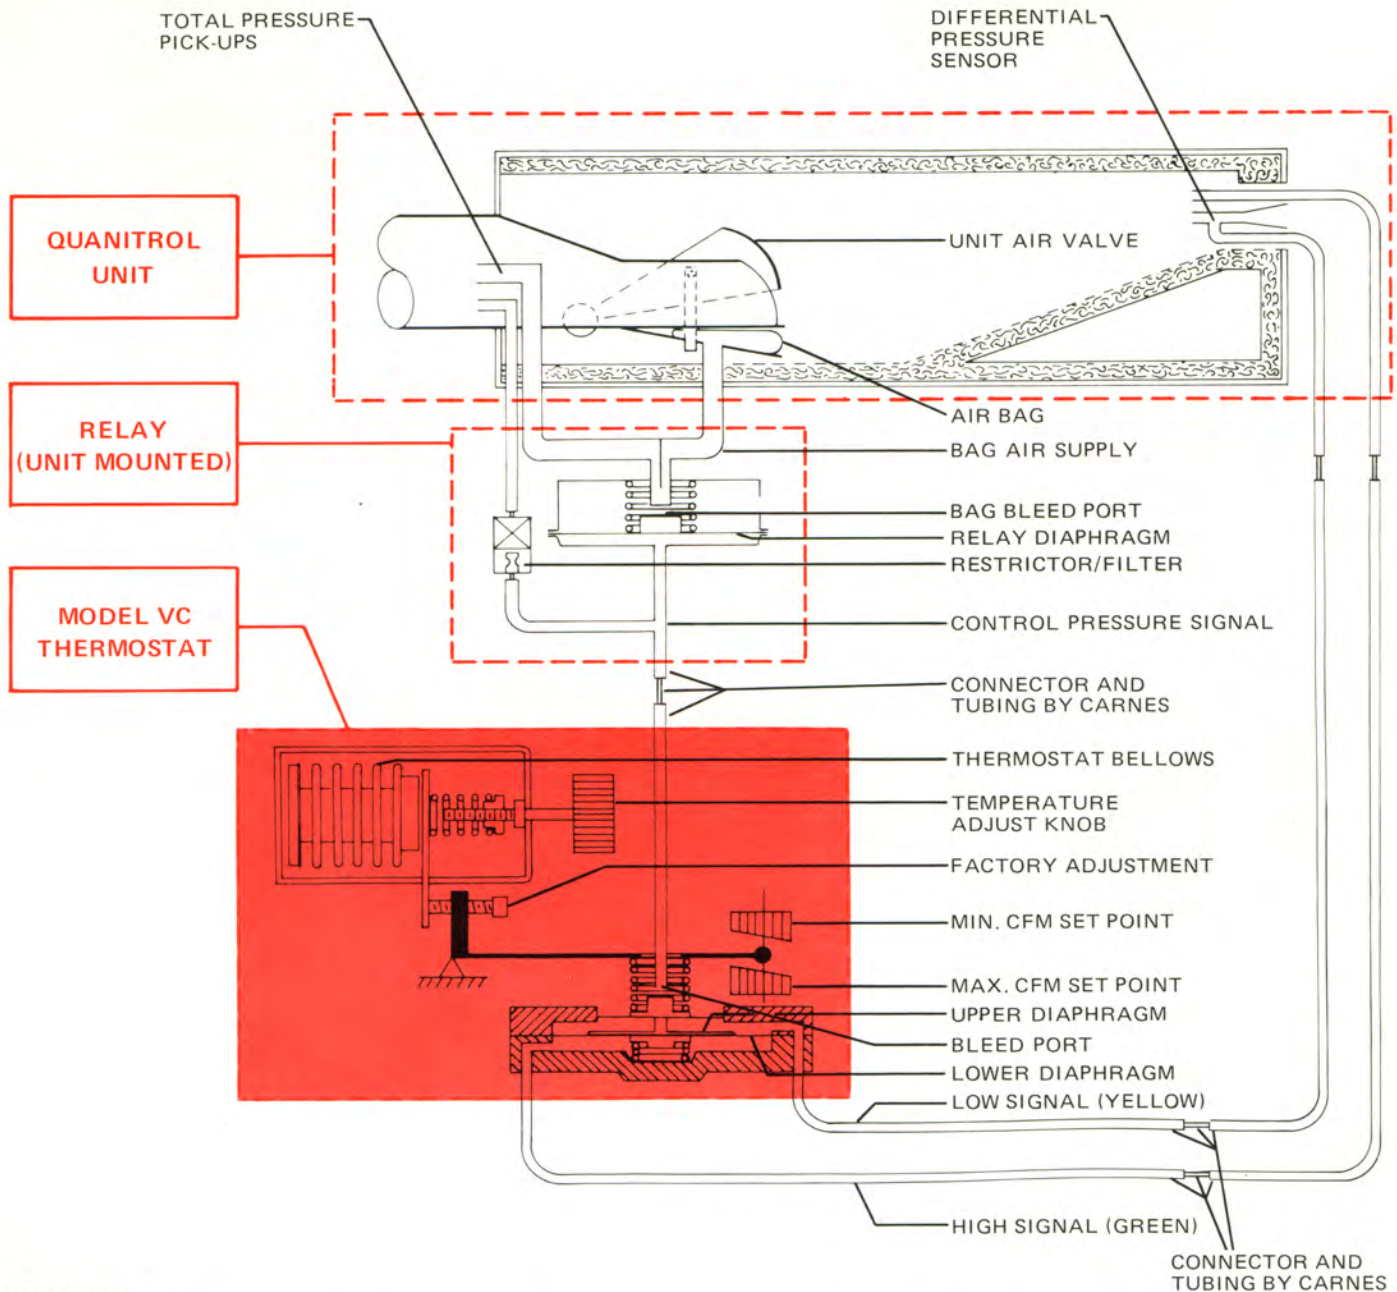 TOTAL PRESSURE
PICK-UPS
DIFFERENTIAL
PRESSURE
SENSOR
QUANITROL
UNIT
UNIT AIR VALVE
AIR BAG
RELAY
(UNIT MOUNTED)
BAG AIR SUPPLY
BAG BLEED PORT
RELAY DIAPHRAGM
RESTRICTOR/FILTER
MODEL VC
THERMOSTAT
CONTROL PRESSURE SIGNAL
CONNECTOR AND
TUBING BY CARNES
THERMOSTAT BELLOWS
TEMPERATURE
ADJUST KNOB
FACTORY ADJUSTMENT
MIN. CFM SET POINT
MAX. CFM SET POINT
UPPER DIAPHRAGM
BLEED PORT
LOWER DIAPHRAGM
LOW SIGNAL (YELLOW)
HIGH SIGNAL (GREEN)
CONNECTOR AND
TUBING BY CARNES